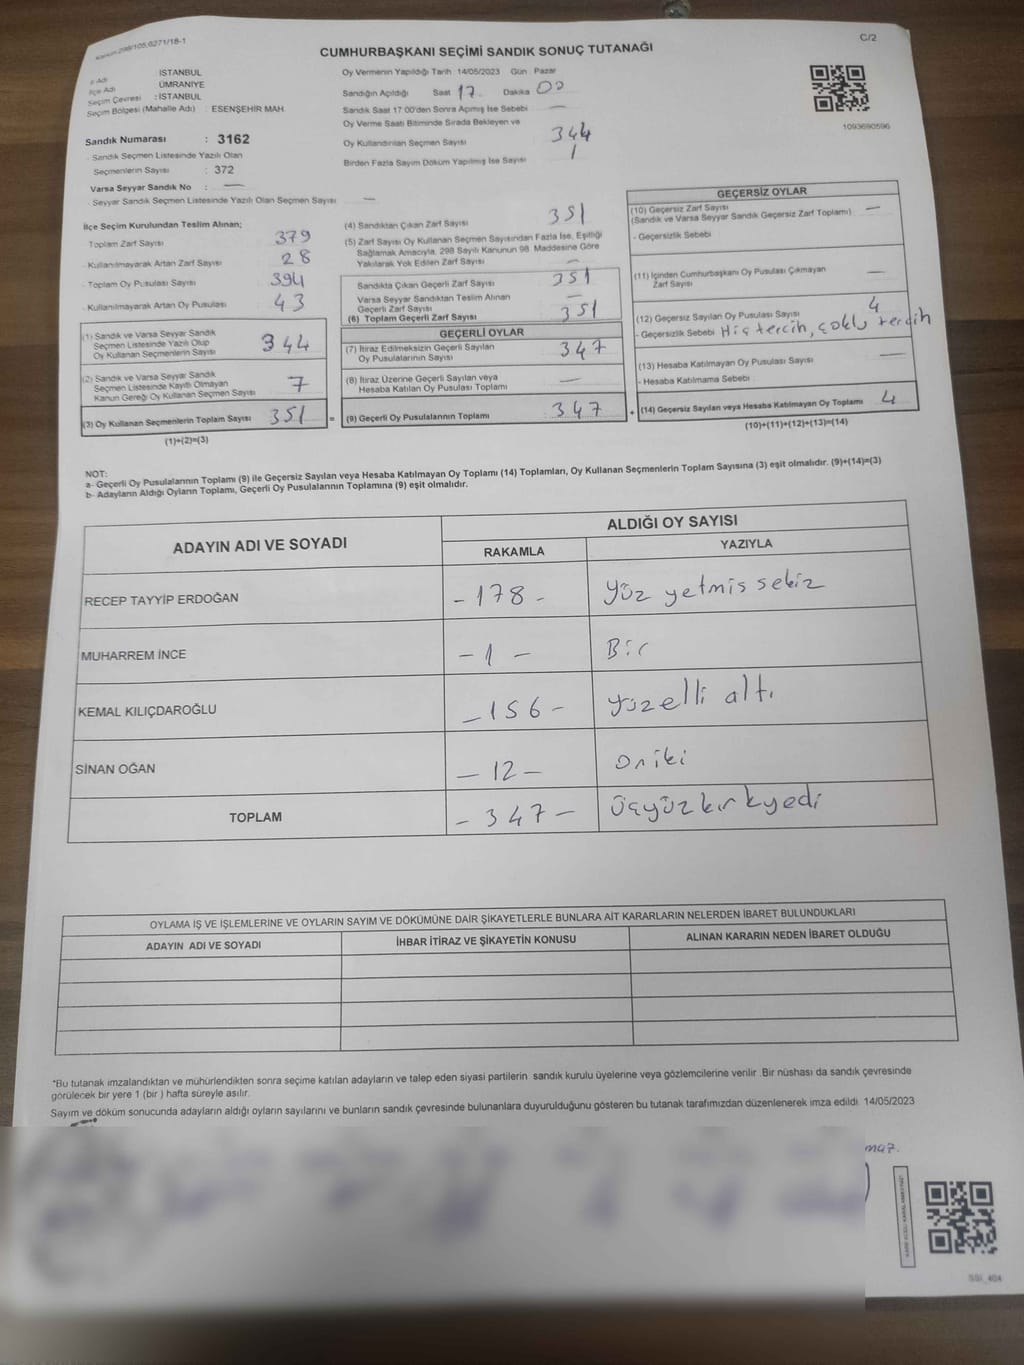 Kanun:298/105,6271/18-1
C/2
CUMHURBAŞKANI SEÇİMİ SANDIK SONUÇ TUTANAĞI
İl Adı : İSTANBUL
İlçe Adı : ÜMRANİYE
Seçim Çevresi : İSTANBUL
Seçim Bölgesi (Mahalle Adı) : ESENŞEHİR MAH.
Oy Vermenin Yapıldığı Tarih 14/05/2023 Gün Pazar
Sandığın Açıldığı Saat 17 Dakika 00
Sandık Saat 17:00'den Sonra Açılmış İse Sebebi —
Oy Verme Saati Bitiminde Sırada Bekleyen ve
Oy Kullandırılan Seçmen Sayısı 344
Birden Fazla Sayım Döküm Yapılmış İse Sayısı 1
1093690596
Sandık Numarası : 3162
- Sandık Seçmen Listesinde Yazılı Olan
Seçmenlerin Sayısı : 372
Varsa Seyyar Sandık No : —
- Seyyar Sandık Seçmen Listesinde Yazılı Olan Seçmen Sayısı —
İlçe Seçim Kurulundan Teslim Alınan;
Toplam Zarf Sayısı 379
- Kullanılmayarak Artan Zarf Sayısı 28
- Toplam Oy Pusulası Sayısı 394
- Kullanılmayarak Artan Oy Pusulası 43
(1) Sandık ve Varsa Seyyar Sandık
Seçmen Listesinde Yazılı Olup
Oy Kullanan Seçmenlerin Sayısı 344
(2) Sandık ve Varsa Seyyar Sandık
Seçmen Listesinde Kayıtlı Olmayan
Kanun Gereği Oy Kullanan Seçmen Sayısı 7
(3) Oy Kullanan Seçmenlerin Toplam Sayısı 351 =
(1)+(2)=(3)
(4) Sandıktan Çıkan Zarf Sayısı 351
(5) Zarf Sayısı Oy Kullanan Seçmen Sayısından Fazla İse, Eşitliği
Sağlamak Amacıyla, 298 Sayılı Kanunun 98. Maddesine Göre
Yakılarak Yok Edilen Zarf Sayısı —
Sandıkta Çıkan Geçerli Zarf Sayısı 351
Varsa Seyyar Sandıktan Teslim Alınan
Geçerli Zarf Sayısı —
(6) Toplam Geçerli Zarf Sayısı 351
GEÇERLİ OYLAR
(7) İtiraz Edilmeksizin Geçerli Sayılan
Oy Pusulalarının Sayısı 347
(8) İtiraz Üzerine Geçerli Sayılan veya
Hesaba Katılan Oy Pusulası Toplamı —
(9) Geçerli Oy Pusulalarının Toplamı 347 +
GEÇERSİZ OYLAR
(10) Geçersiz Zarf Sayısı —
(Sandık ve Varsa Seyyar Sandık Geçersiz Zarf Toplamı)
- Geçersizlik Sebebi
(11) İçinden Cumhurbaşkanı Oy Pusulası Çıkmayan
Zarf Sayısı —
(12) Geçersiz Sayılan Oy Pusulası Sayısı 4
- Geçersizlik Sebebi Hiç tercih, çoklu tercih
(13) Hesaba Katılmayan Oy Pusulası Sayısı —
- Hesaba Katılmama Sebebi
(14) Geçersiz Sayılan veya Hesaba Katılmayan Oy Toplamı 4
(10)+(11)+(12)+(13)=(14)
NOT:
a- Geçerli Oy Pusulalarının Toplamı (9) ile Geçersiz Sayılan veya Hesaba Katılmayan Oy Toplamı (14) Toplamları, Oy Kullanan Seçmenlerin Toplam Sayısına (3) eşit olmalıdır. (9)+(14)=(3)
b- Adayların Aldığı Oyların Toplamı, Geçerli Oy Pusulalarının Toplamına (9) eşit olmalıdır.
ADAYIN ADI VE SOYADI
ALDIĞI OY SAYISI
RAKAMLA YAZIYLA
RECEP TAYYİP ERDOĞAN - 178 - Yüz yetmis sekiz
MUHARREM İNCE - 1 - Bir
KEMAL KILIÇDAROĞLU - 156 - Yüzelli altı
SİNAN OĞAN - 12 - Oniki
TOPLAM - 347 - Üçyüzkırkyedi
OYLAMA İŞ VE İŞLEMLERİNE VE OYLARIN SAYIM VE DÖKÜMÜNE DAİR ŞİKAYETLERLE BUNLARA AİT KARARLARIN NELERDEN İBARET BULUNDUKLARI
ADAYIN ADI VE SOYADI İHBAR İTİRAZ VE ŞİKAYETİN KONUSU ALINAN KARARIN NEDEN İBARET OLDUĞU
*Bu tutanak imzalandıktan ve mühürlendikten sonra seçime katılan adayların ve talep eden siyasi partilerin sandık kurulu üyelerine veya gözlemcilerine verilir. Bir nüshası da sandık çevresinde
görülecek bir yere 1 (bir ) hafta süreyle asılır.
Sayım ve döküm sonucunda adayların aldığı oyların sayılarını ve bunların sandık çevresinde bulunanlara duyurulduğunu gösteren bu tutanak tarafımızdan düzenlenerek imza edildi. 14/05/2023